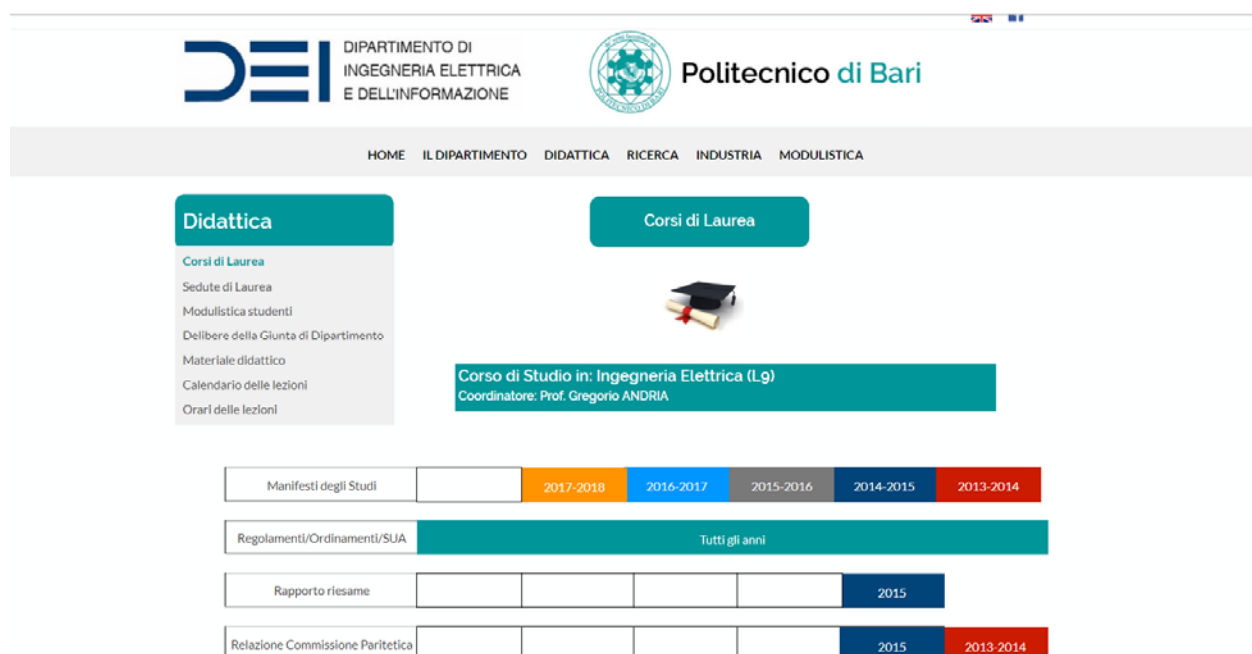 DEI
DIPARTIMENTO DI
INGEGNERIA ELETTRICA
E DELL'INFORMAZIONE
POLITECNICO DI BARI
Politecnico di Bari
HOME IL DIPARTIMENTO DIDATTICA RICERCA INDUSTRIA MODULISTICA
Didattica
Corsi di Laurea
Sedute di Laurea
Modulistica studenti
Delibere della Giunta di Dipartimento
Materiale didattico
Calendario delle lezioni
Orari delle lezioni
Corsi di Laurea
Corso di Studio in: Ingegneria Elettrica (L9)
Coordinatore: Prof. Gregorio ANDRIA
Manifesti degli Studi 2017-2018 2016-2017 2015-2016 2014-2015 2013-2014
Regolamenti/Ordinamenti/SUA Tutti gli anni
Rapporto riesame 2015
Relazione Commissione Paritetica 2015 2013-2014